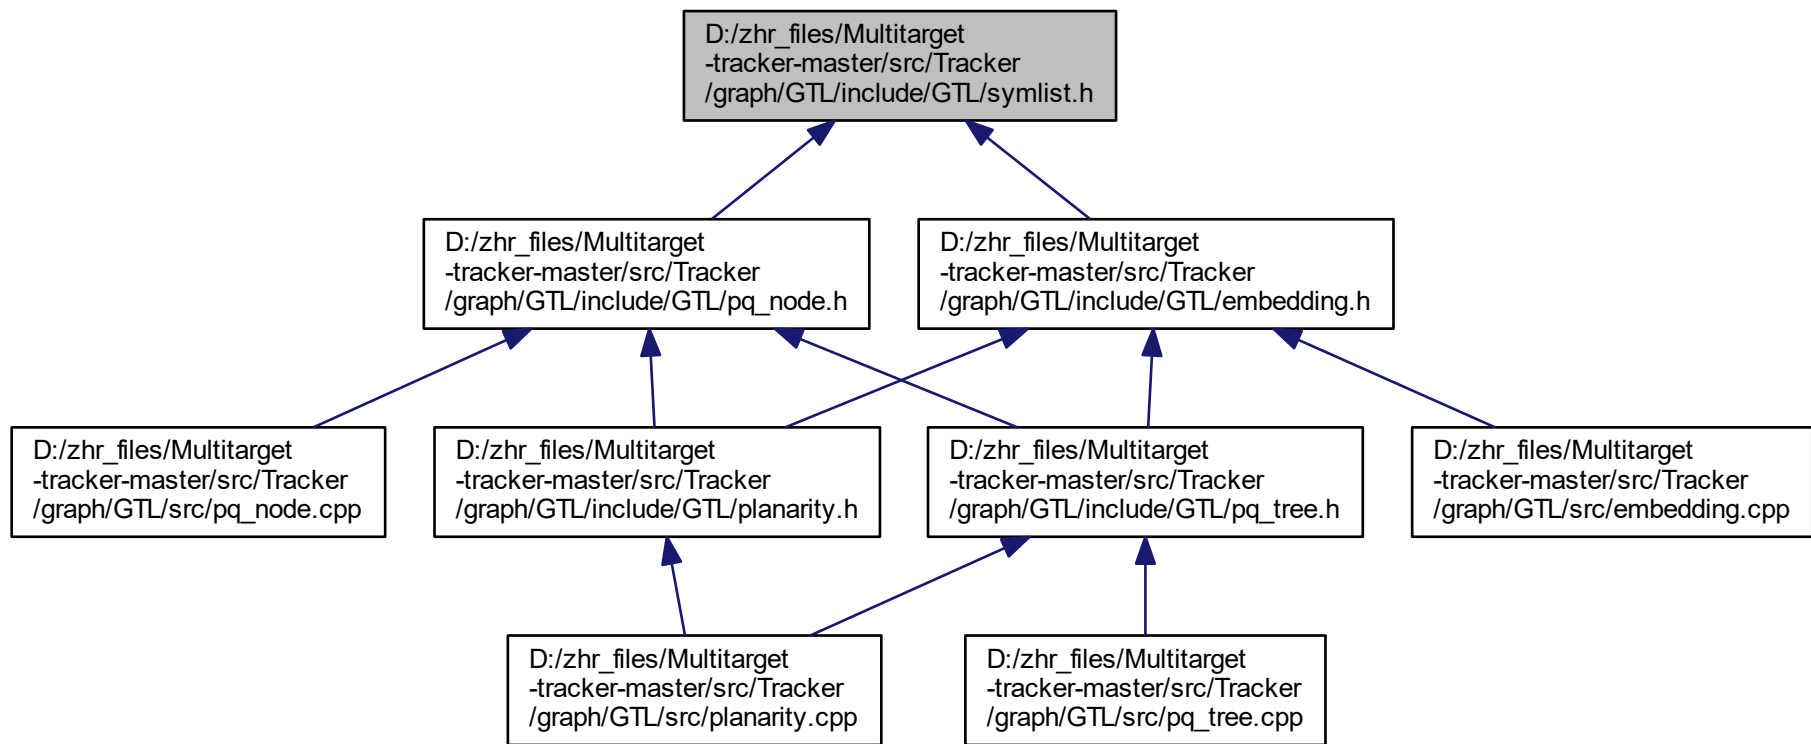 D:/zhr_files/Multitarget
-tracker-master/src/Tracker
/graph/GTL/include/GTL/symlist.h
D:/zhr_files/Multitarget
-tracker-master/src/Tracker
/graph/GTL/include/GTL/pq_node.h
D:/zhr_files/Multitarget
-tracker-master/src/Tracker
/graph/GTL/include/GTL/embedding.h
D:/zhr_files/Multitarget
-tracker-master/src/Tracker
/graph/GTL/src/pq_node.cpp
D:/zhr_files/Multitarget
-tracker-master/src/Tracker
/graph/GTL/include/GTL/planarity.h
D:/zhr_files/Multitarget
-tracker-master/src/Tracker
/graph/GTL/include/GTL/pq_tree.h
D:/zhr_files/Multitarget
-tracker-master/src/Tracker
/graph/GTL/src/embedding.cpp
D:/zhr_files/Multitarget
-tracker-master/src/Tracker
/graph/GTL/src/planarity.cpp
D:/zhr_files/Multitarget
-tracker-master/src/Tracker
/graph/GTL/src/pq_tree.cpp